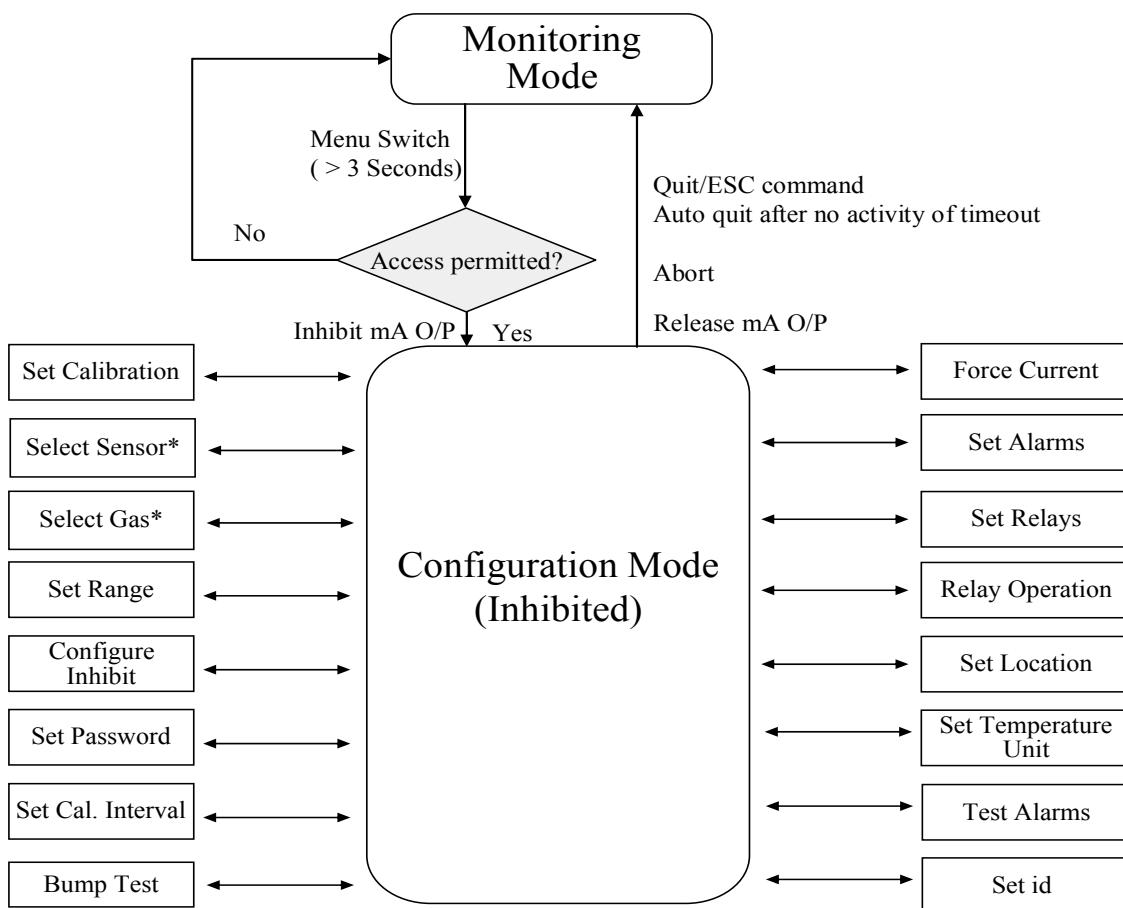 Monitoring
Mode
Menu Switch
( > 3 Seconds)
Quit/ESC command
Auto quit after no activity of timeout
No
Access permitted?
Abort
Inhibit mA O/P
Yes
Release mA O/P
Set Calibration
Select Sensor*
Select Gas*
Set Range
Configure
Inhibit
Set Password
Set Cal. Interval
Bump Test
Configuration Mode
(Inhibited)
Force Current
Set Alarms
Set Relays
Relay Operation
Set Location
Set Temperature
Unit
Test Alarms
Set id